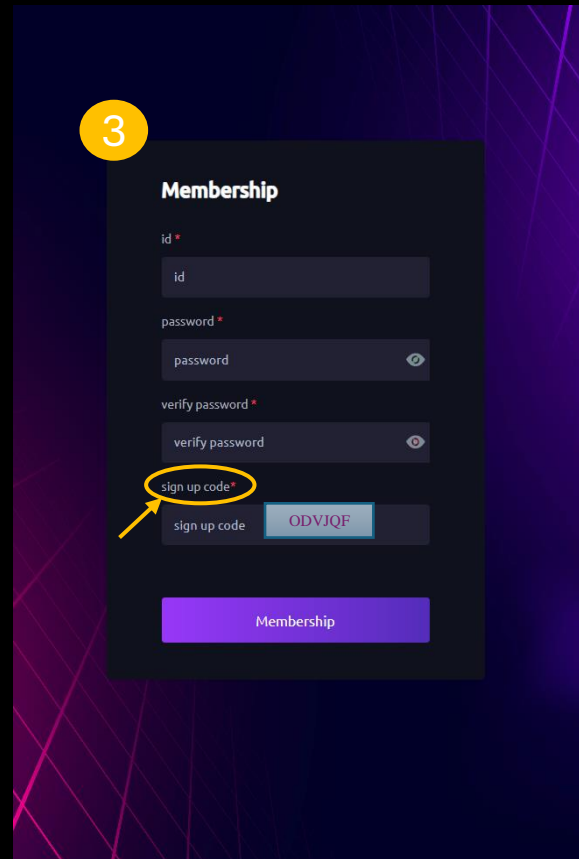 3
Membership
id *
id
password *
password
verify password *
verify password
sign up code*
sign up code ODVJQF
Membership